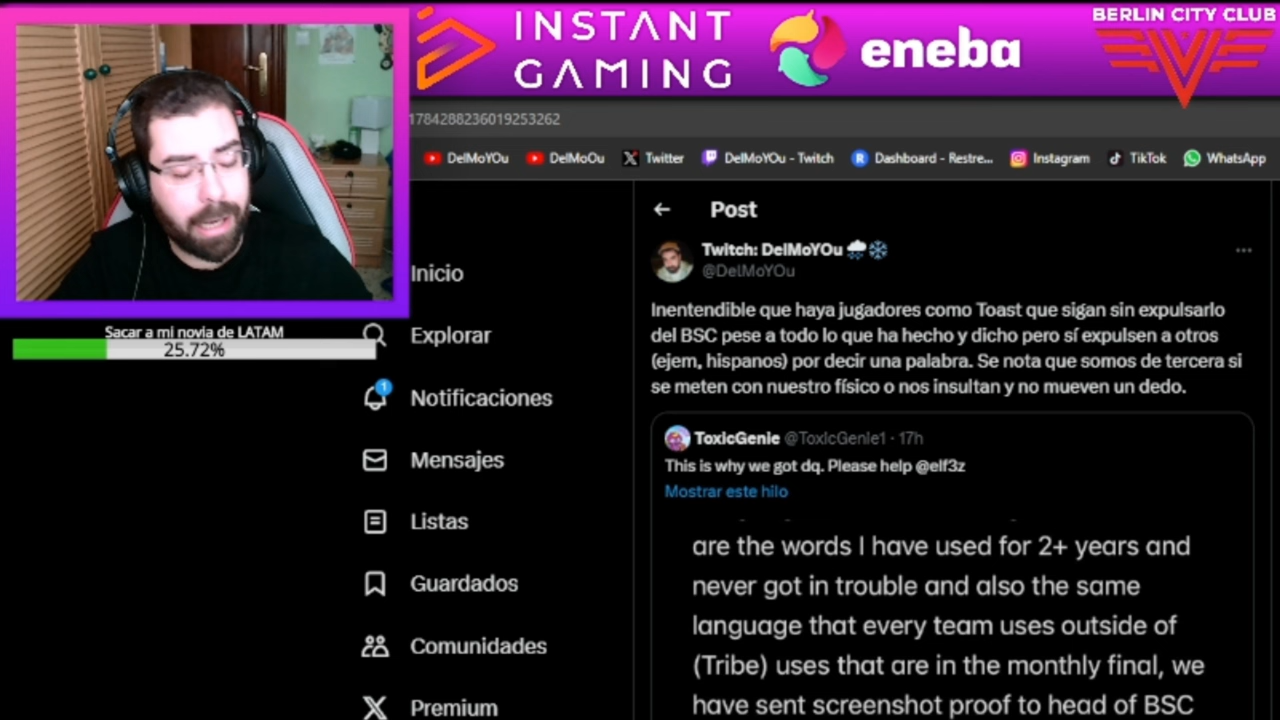 INSTANT
GAMING
eneba
BERLIN CITY CLUB
1784288236019253262
DelMoYOu
DelMoOu
Twitter
DelMoYOu - Twitch
Dashboard - Restre...
Instagram
TikTok
WhatsApp
Sacar a mi novia de LATAM
25.72%
Inicio
Explorar
1
Notificaciones
Mensajes
Listas
Guardados
Comunidades
Premium
Post
Twitch: DelMoYOu 🌧️❄️
@DelMoYOu
Inentendible que haya jugadores como Toast que sigan sin expulsarlo
del BSC pese a todo lo que ha hecho y dicho pero sí expulsen a otros
(ejem, hispanos) por decir una palabra. Se nota que somos de tercera si
se meten con nuestro físico o nos insultan y no mueven un dedo.
ToxicGenie @ToxicGenie1 · 17h
This is why we got dq. Please help @elf3z
Mostrar este hilo
are the words I have used for 2+ years and
never got in trouble and also the same
language that every team uses outside of
(Tribe) uses that are in the monthly final, we
have sent screenshot proof to head of BSC